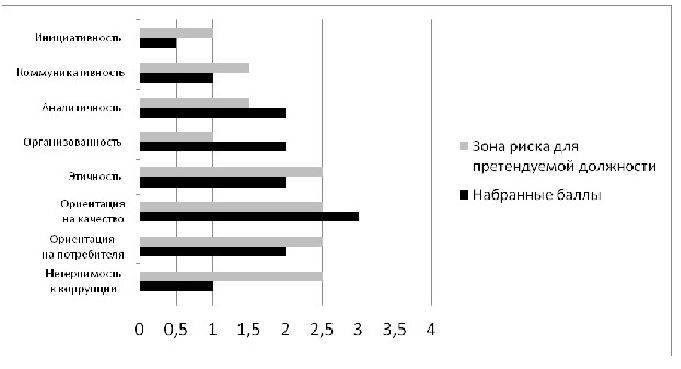 Инициативность
Коммуникативность
Аналитичность
Организованность
Этичность
Ориентация
на качество
Ориентация
на потребителя
Нетерпимость
к коррупции
0 0,5 1 1,5 2 2,5 3 3,5 4
Зона риска для
претендуемой должности
Набранные баллы